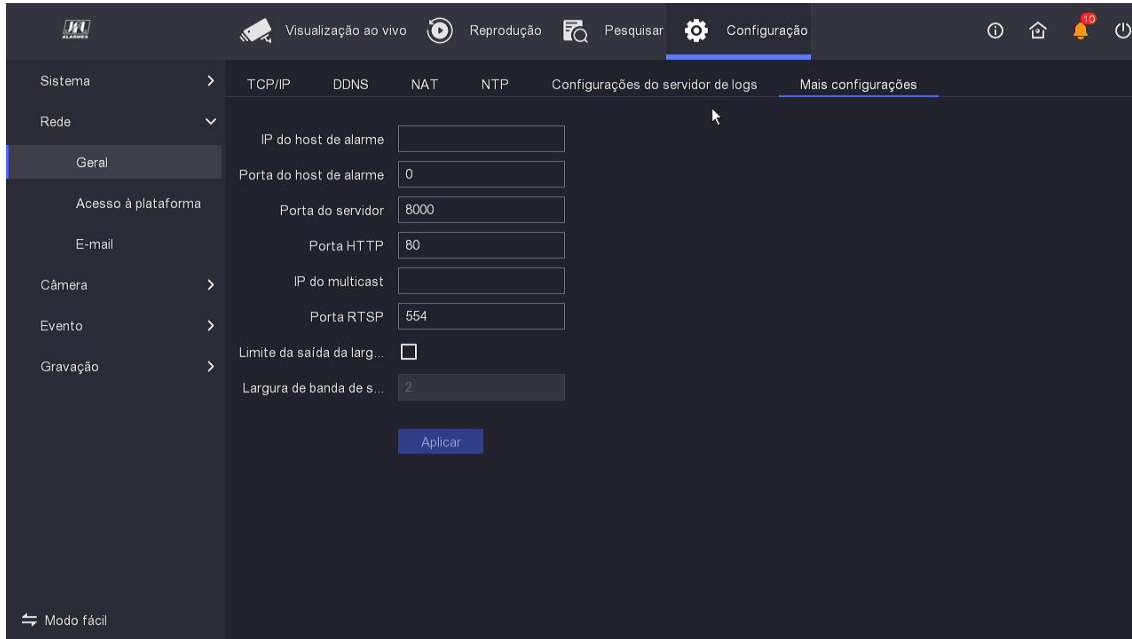 JFL
ALARMES
Visualização ao vivo
Reprodução
Pesquisar
Configuração
10
Sistema
Rede
Geral
Acesso à plataforma
E-mail
Câmera
Evento
Gravação
Modo fácil
TCP/IP
DDNS
NAT
NTP
Configurações do servidor de logs
Mais configurações
IP do host de alarme
Porta do host de alarme 0
Porta do servidor 8000
Porta HTTP 80
IP do multicast
Porta RTSP 554
Limite da saída da larg...
Largura de banda de s... 2
Aplicar